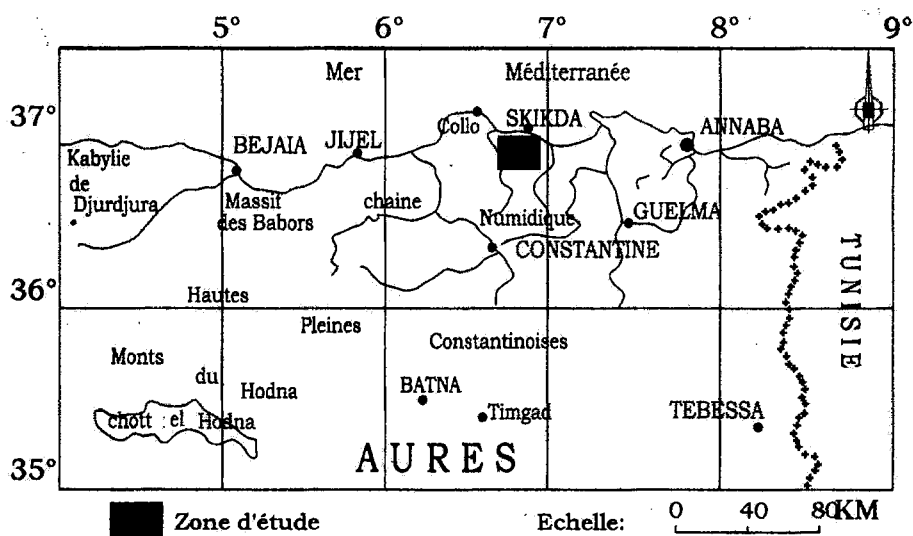 5° 6° 7° 8° 9°
Mer Méditerranée
37°
Collo SKIKDA
ANNABA
BEJAIA JIJEL
Kabylie
de
Djurdjura
Massif
des Babors
chaine
Numidique
GUELMA
CONSTANTINE
TUNISIE
36°
Hautes
Pleines
Constantinoises
Monts
du
Hodna
chott el Hodna
BATNA
Timgad
TEBESSA
AURES
35°
Zone d'étude
Echelle: 0 40 80KM